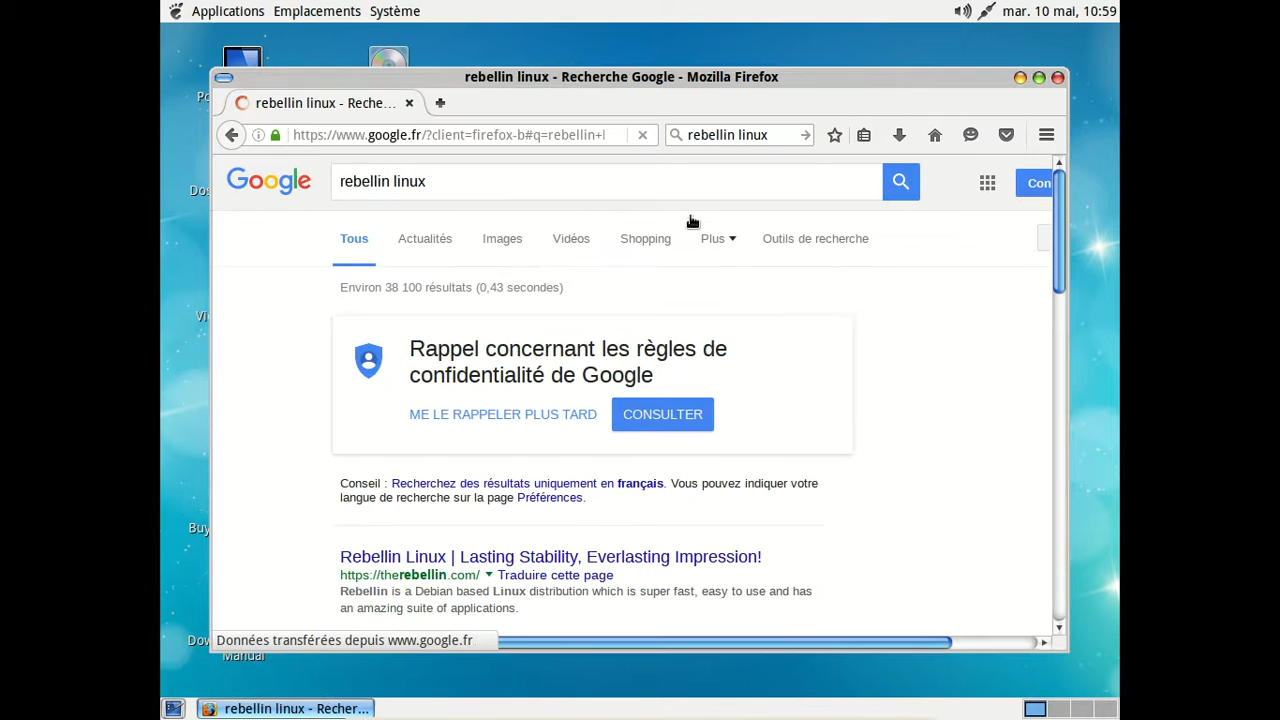 Applications Emplacements Système mar. 10 mai, 10:59
rebellin linux - Recherche Google - Mozilla Firefox
rebellin linux - Reche...
https://www.google.fr/?client=firefox-b#q=rebellin+l rebellin linux
Google rebellin linux Con
Tous Actualités Images Vidéos Shopping Plus Outils de recherche
Environ 38 100 résultats (0,43 secondes)
Rappel concernant les règles de
confidentialité de Google
ME LE RAPPELER PLUS TARD CONSULTER
Conseil : Recherchez des résultats uniquement en français. Vous pouvez indiquer votre
langue de recherche sur la page Préférences.
Rebellin Linux | Lasting Stability, Everlasting Impression!
https://therebellin.com/ Traduire cette page
Rebellin is a Debian based Linux distribution which is super fast, easy to use and has
an amazing suite of applications.
Buy
Données transférées depuis www.google.fr
Manual
rebellin linux - Recher...